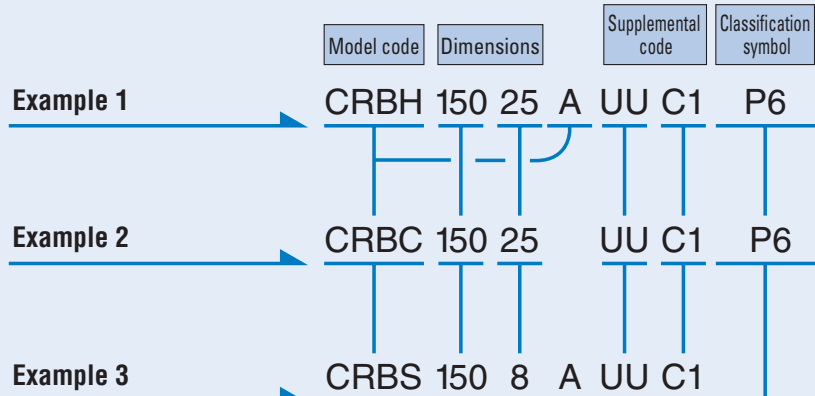 Model code Dimensions Supplemental code Classification symbol
Example 1 CRBH 150 25 A UU C1 P6
Example 2 CRBC 150 25 UU C1 P6
Example 3 CRBS 150 8 A UU C1